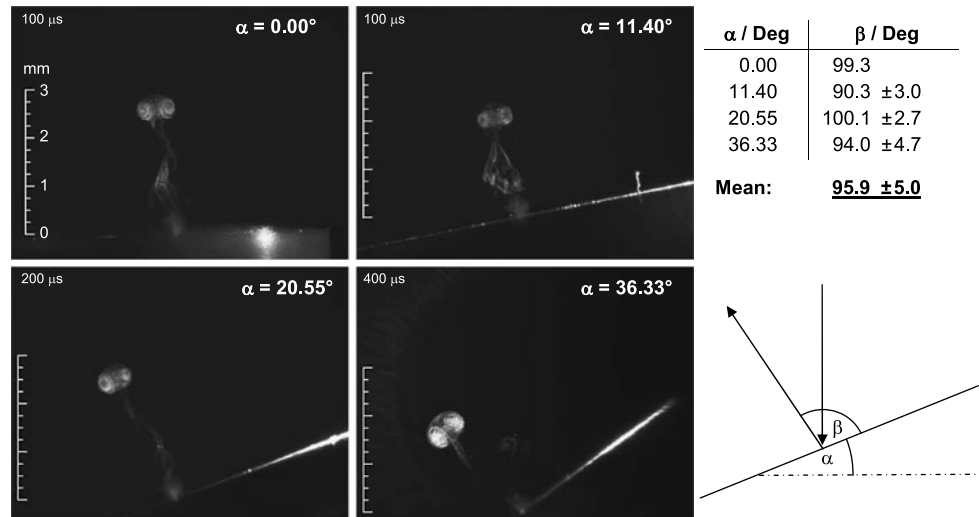 100 μs
α = 0.00°
mm
3
2
1
0
100 μs
α = 11.40°
200 μs
α = 20.55°
400 μs
α = 36.33°
α / Deg β / Deg
0.00 99.3
11.40 90.3 ±3.0
20.55 100.1 ±2.7
36.33 94.0 ±4.7
Mean: 95.9 ±5.0
β
α